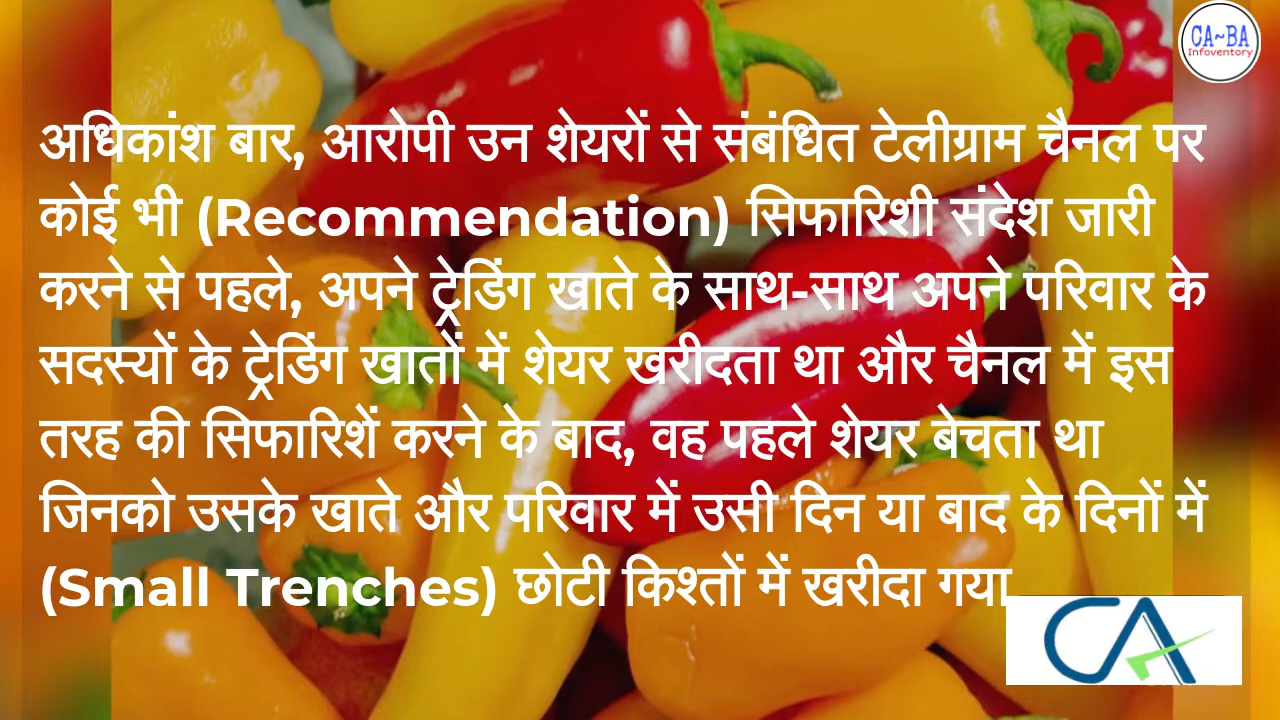 CA~BA
Infoventory
अधिकांश बार, आरोपी उन शेयरों से संबंधित टेलीग्राम चैनल पर
कोई भी (Recommendation) सिफारिशी संदेश जारी
करने से पहले, अपने ट्रेडिंग खाते के साथ-साथ अपने परिवार के
सदस्यों के ट्रेडिंग खातों में शेयर खरीदता था और चैनल में इस
तरह की सिफारिशें करने के बाद, वह पहले शेयर बेचता था
जिनको उसके खाते और परिवार में उसी दिन या बाद के दिनों में
(Small Trenches) छोटी किश्तों में खरीदा गया
CA